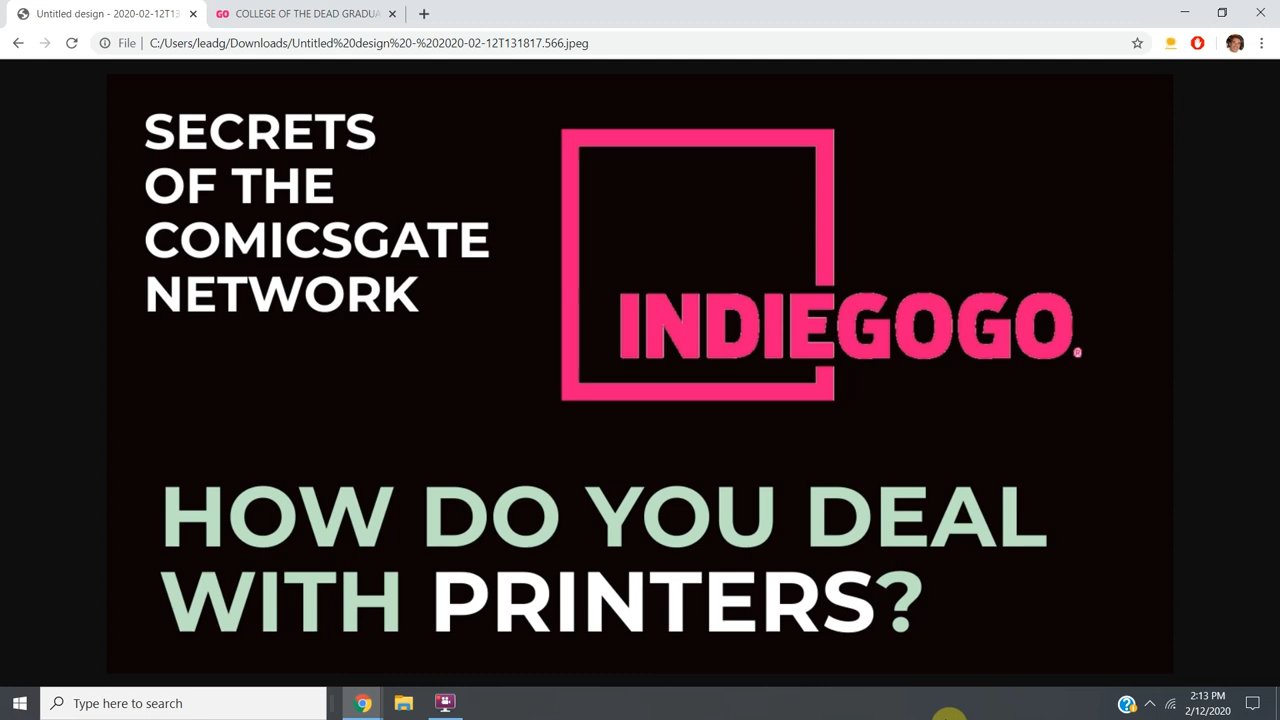 Untitled design - 2020-02-12T13
GO COLLEGE OF THE DEAD GRADUA
File
C:/Users/leadg/Downloads/Untitled%20design%20-%202020-02-12T131817.566.jpeg
SECRETS
OF THE
COMICSGATE
NETWORK
INDIEGOGO
HOW DO YOU DEAL
WITH PRINTERS?
Type here to search
2:13 PM
2/12/2020